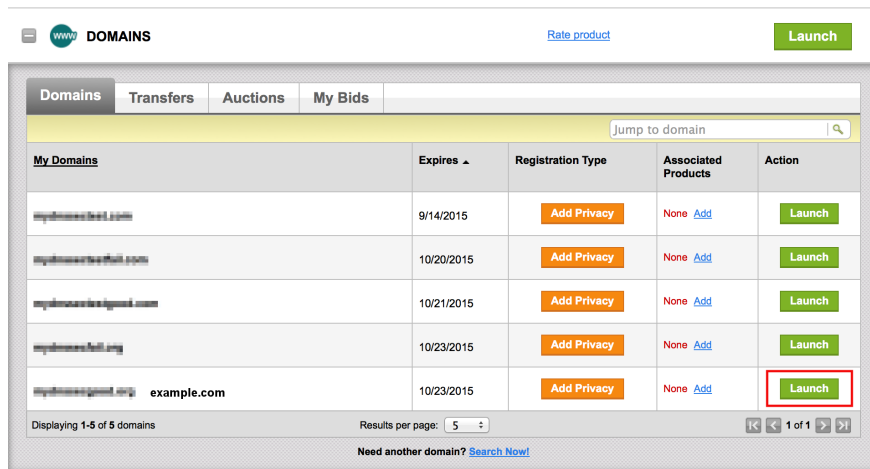 www DOMAINS Rate product Launch
Domains Transfers Auctions My Bids
Jump to domain
My Domains Expires Registration Type Associated Products Action
9/14/2015 Add Privacy None Add Launch
10/20/2015 Add Privacy None Add Launch
10/21/2015 Add Privacy None Add Launch
10/23/2015 Add Privacy None Add Launch
example.com 10/23/2015 Add Privacy None Add Launch
Displaying 1-5 of 5 domains Results per page: 5 1 of 1
Need another domain? Search Now!